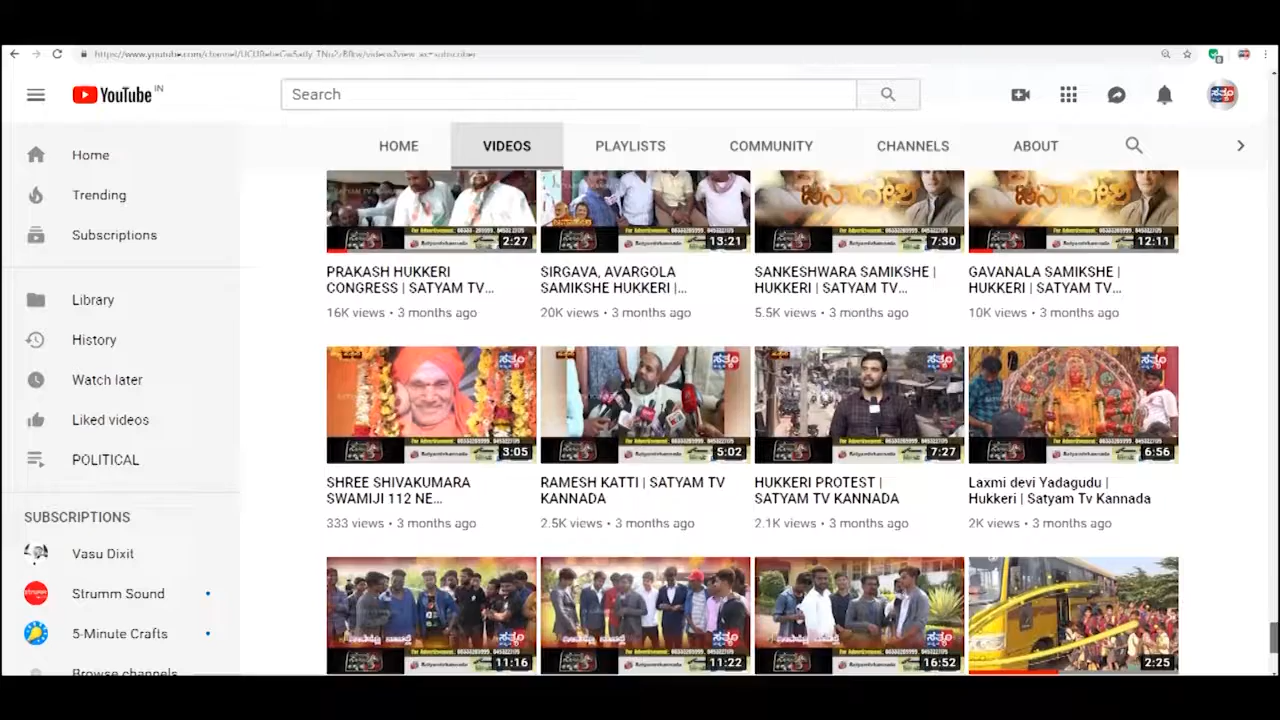 YouTube IN
Search
HOME
VIDEOS
PLAYLISTS
COMMUNITY
CHANNELS
ABOUT
Home
Trending
Subscriptions
Library
History
Watch later
Liked videos
POLITICAL
SUBSCRIPTIONS
Vasu Dixit
Strumm Sound
5-Minute Crafts
Browse channels
2:27
13:21
7:30
12:11
PRAKASH HUKKERI
CONGRESS | SATYAM TV...
16K views • 3 months ago
SIRGAVA, AVARGOLA
SAMIKSHE HUKKERI |...
20K views • 3 months ago
SANKESHWARA SAMIKSHE |
HUKKERI | SATYAM TV...
5.5K views • 3 months ago
GAVANALA SAMIKSHE |
HUKKERI | SATYAM TV...
10K views • 3 months ago
ಸತ್ಯಂ
3:05
ಸತ್ಯಂ
5:02
ಸತ್ಯಂ
7:27
ಸತ್ಯಂ
6:56
SHREE SHIVAKUMARA
SWAMIJI 112 NE...
333 views • 3 months ago
RAMESH KATTI | SATYAM TV
KANNADA
2.5K views • 3 months ago
HUKKERI PROTEST |
SATYAM TV KANNADA
2.1K views • 3 months ago
Laxmi devi Yadagudu |
Hukkeri | Satyam Tv Kannada
2K views • 3 months ago
ಸತ್ಯಂ
11:16
ಸತ್ಯಂ
11:22
ಸತ್ಯಂ
16:52
2:25